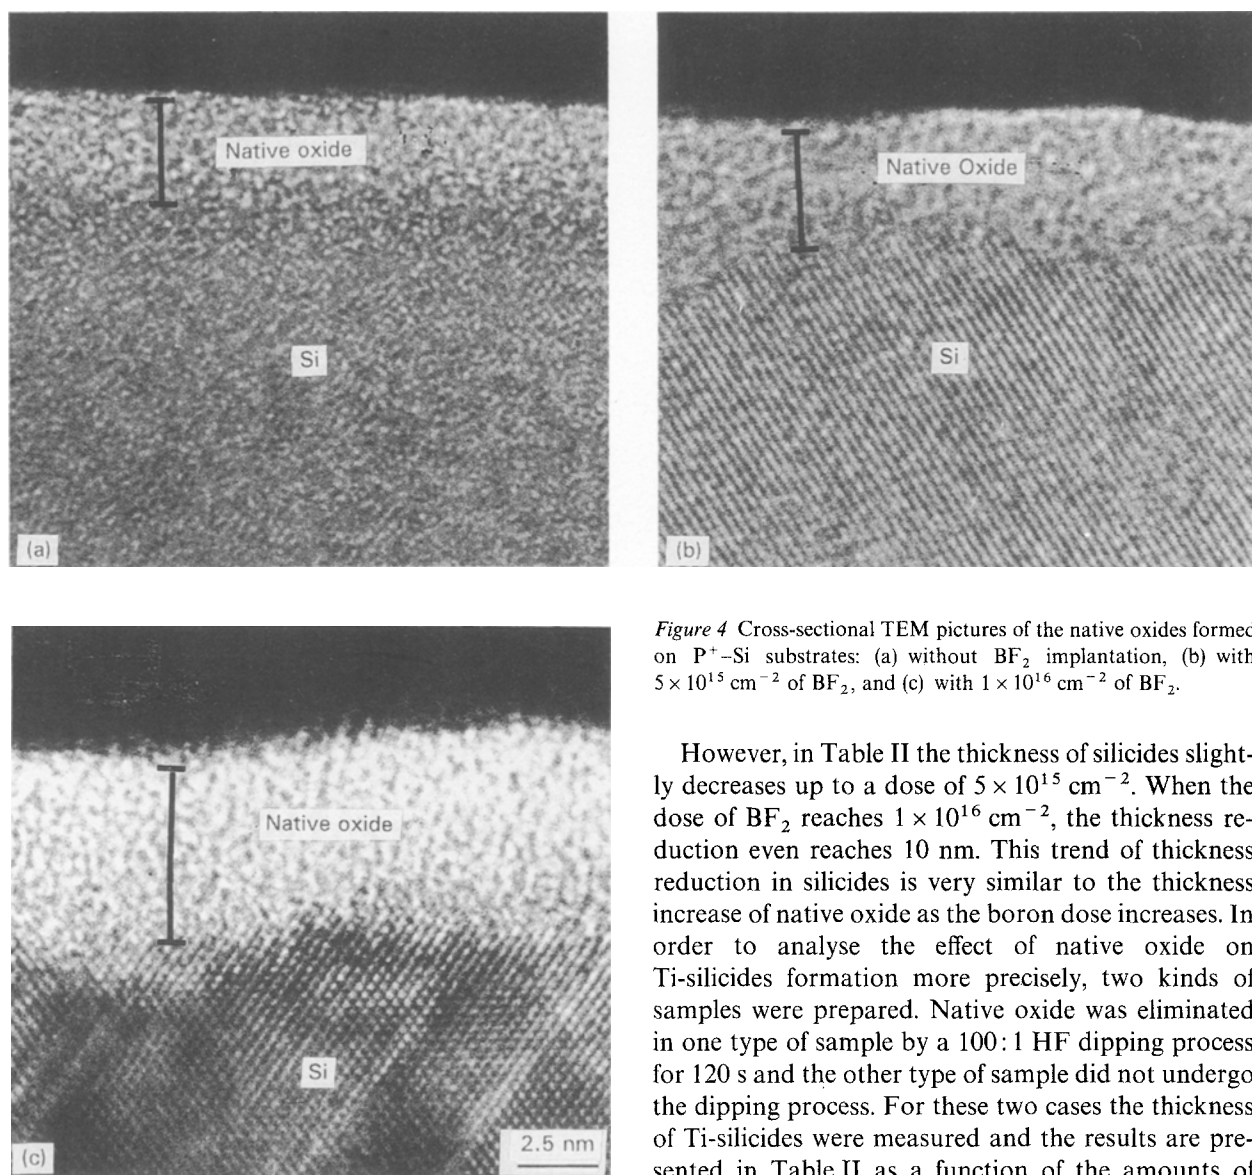 Native oxide
Si
(a)
Native Oxide
Si
(b)
Native oxide
Si
(c)
2.5 nm
Figure 4 Cross-sectional TEM pictures of the native oxides formed
on P⁺–Si substrates: (a) without BF₂ implantation, (b) with
5 × 10¹⁵ cm⁻² of BF₂, and (c) with 1 × 10¹⁶ cm⁻² of BF₂.
However, in Table II the thickness of silicides slight-
ly decreases up to a dose of 5 × 10¹⁵ cm⁻². When the
dose of BF₂ reaches 1 × 10¹⁶ cm⁻², the thickness re-
duction even reaches 10 nm. This trend of thickness
reduction in silicides is very similar to the thickness
increase of native oxide as the boron dose increases. In
order to analyse the effect of native oxide on
Ti-silicides formation more precisely, two kinds of
samples were prepared. Native oxide was eliminated
in one type of sample by a 100:1 HF dipping process
for 120 s and the other type of sample did not undergo
the dipping process. For these two cases the thickness
of Ti-silicides were measured and the results are pre-
sented in Table II as a function of the amounts of